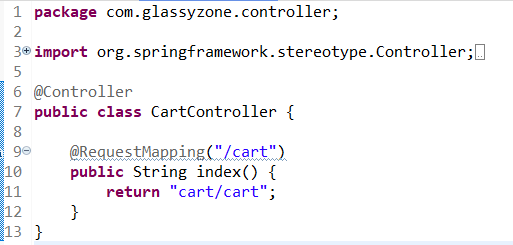 1 package com.glassyzone.controller;
2
3 import org.springframework.stereotype.Controller;
5
6 @Controller
7 public class CartController {
8
9 @RequestMapping("/cart")
10 public String index() {
11 return "cart/cart";
12 }
13 }